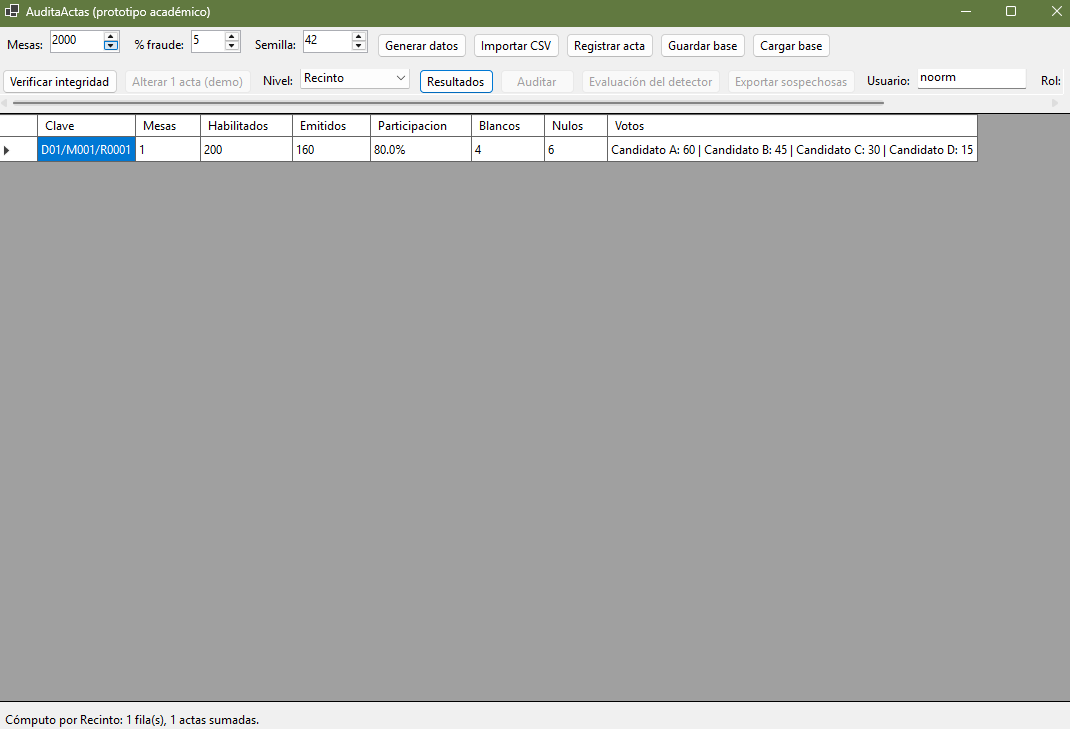 AuditaActas (prototipo académico)
Mesas: 2000 % fraude: 5 Semilla: 42 Generar datos Importar CSV Registrar acta Guardar base Cargar base
Verificar integridad Alterar 1 acta (demo) Nivel: Recinto Resultados Auditar Evaluación del detector Exportar sospechosas Usuario: noorm Rol:
Clave Mesas Habilitados Emitidos Participacion Blancos Nulos Votos
D01/M001/R0001 1 200 160 80.0% 4 6 Candidato A: 60 | Candidato B: 45 | Candidato C: 30 | Candidato D: 15
Cómputo por Recinto: 1 fila(s), 1 actas sumadas.